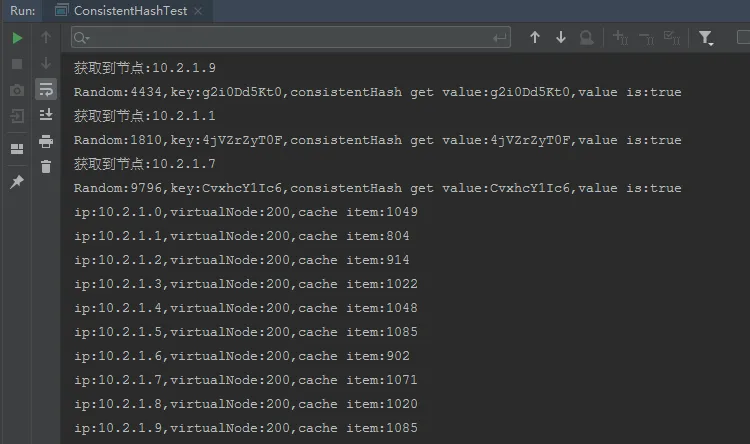 Run: ConsistentHashTest
获取到节点:10.2.1.9
Random:4434,key:g2i0Dd5Kt0,consistentHash get value:g2i0Dd5Kt0,value is:true
获取到节点:10.2.1.1
Random:1810,key:4jVZrZyT0F,consistentHash get value:4jVZrZyT0F,value is:true
获取到节点:10.2.1.7
Random:9796,key:CvxhcY1Ic6,consistentHash get value:CvxhcY1Ic6,value is:true
ip:10.2.1.0,virtualNode:200,cache item:1049
ip:10.2.1.1,virtualNode:200,cache item:804
ip:10.2.1.2,virtualNode:200,cache item:914
ip:10.2.1.3,virtualNode:200,cache item:1022
ip:10.2.1.4,virtualNode:200,cache item:1048
ip:10.2.1.5,virtualNode:200,cache item:1085
ip:10.2.1.6,virtualNode:200,cache item:902
ip:10.2.1.7,virtualNode:200,cache item:1071
ip:10.2.1.8,virtualNode:200,cache item:1020
ip:10.2.1.9,virtualNode:200,cache item:1085